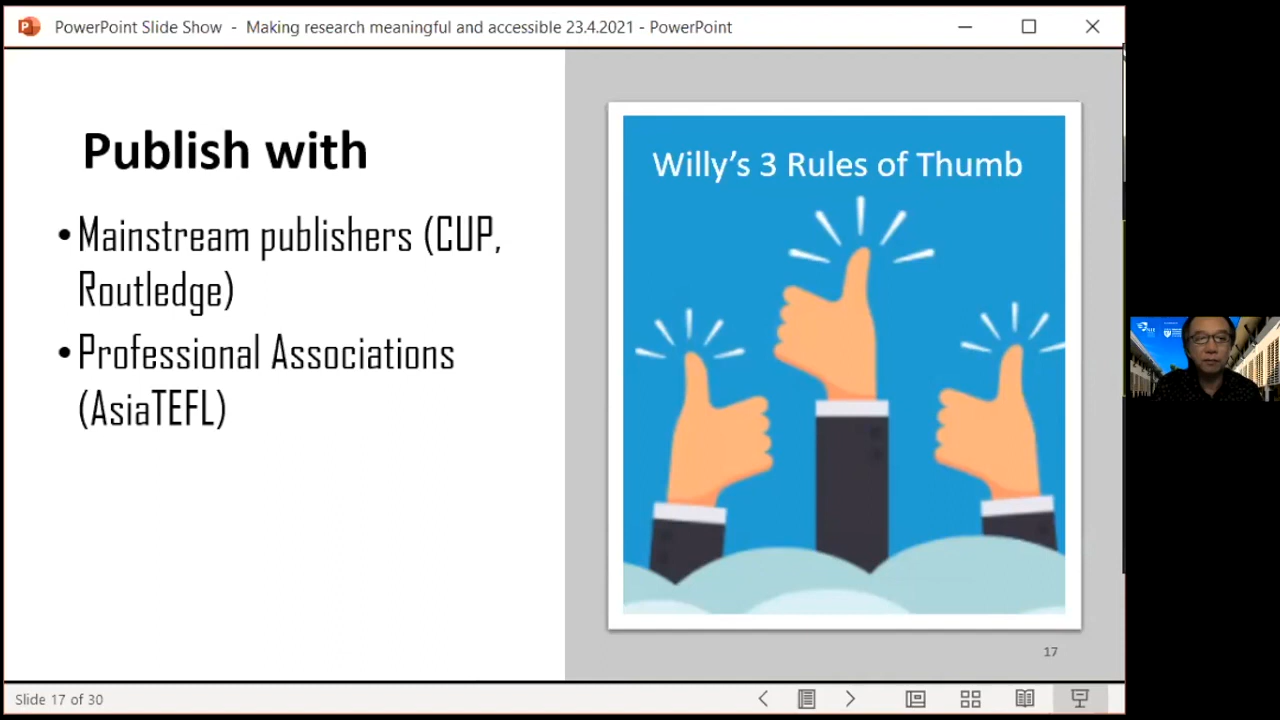 PowerPoint Slide Show - Making research meaningful and accessible 23.4.2021 - PowerPoint
Publish with
•Mainstream publishers (CUP,
Routledge)
•Professional Associations
(AsiaTEFL)
Willy's 3 Rules of Thumb
17
Slide 17 of 30